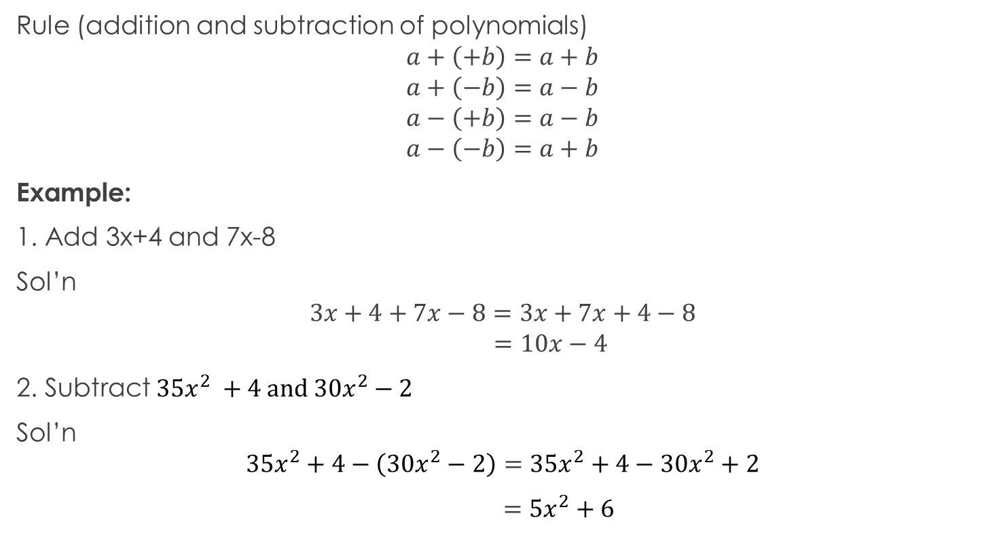 Rule (addition and subtraction of polynomials)
a + (+b) = a + b
a + (−b) = a − b
a − (+b) = a − b
a − (−b) = a + b
Example:
1. Add 3x+4 and 7x-8
Sol’n
3x + 4 + 7x − 8 = 3x + 7x + 4 − 8
= 10x − 4
2. Subtract 35x² + 4 and 30x² − 2
Sol’n
35x² + 4 − (30x² − 2) = 35x² + 4 − 30x² + 2
= 5x² + 6